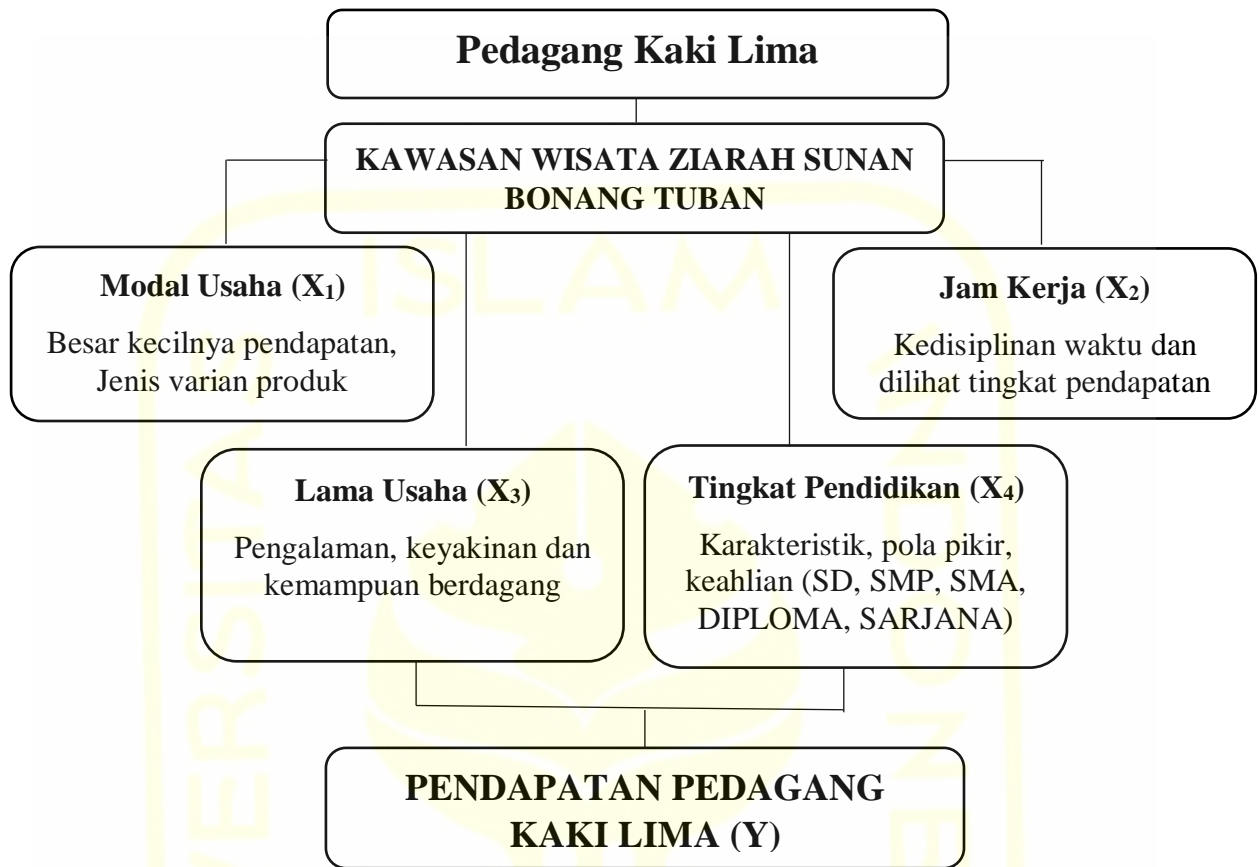 Pedagang Kaki Lima
KAWASAN WISATA ZIARAH SUNAN
BONANG TUBAN
Modal Usaha (X₁)
Besar kecilnya pendapatan,
Jenis varian produk
Jam Kerja (X₂)
Kedisiplinan waktu dan
dilihat tingkat pendapatan
Lama Usaha (X₃)
Pengalaman, keyakinan dan
kemampuan berdagang
Tingkat Pendidikan (X₄)
Karakteristik, pola pikir,
keahlian (SD, SMP, SMA,
DIPLOMA, SARJANA)
PENDAPATAN PEDAGANG
KAKI LIMA (Y)
ISLAM